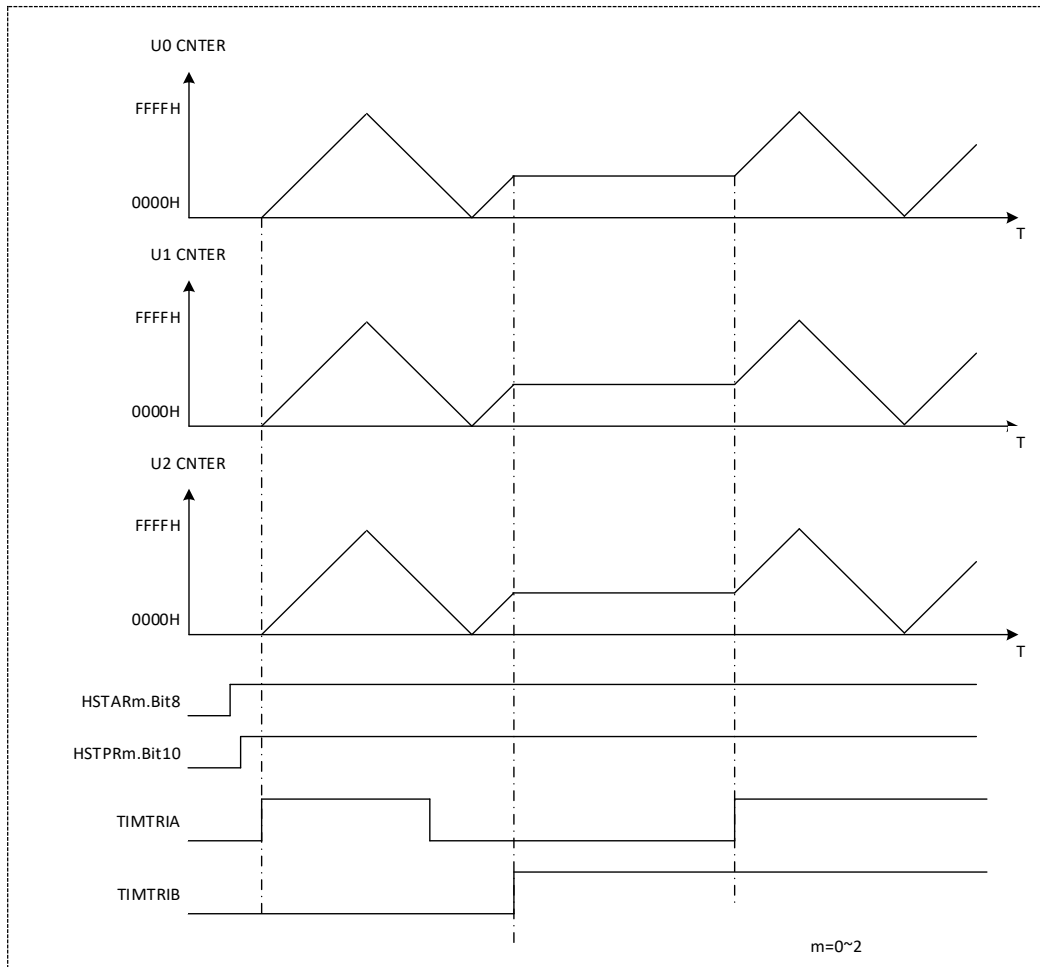 U0 CNTER
FFFFH
0000H
T
U1 CNTER
FFFFH
0000H
T
U2 CNTER
FFFFH
0000H
T
HSTARm.Bit8
HSTPRm.Bit10
TIMTRIA
TIMTRIB
m=0~2